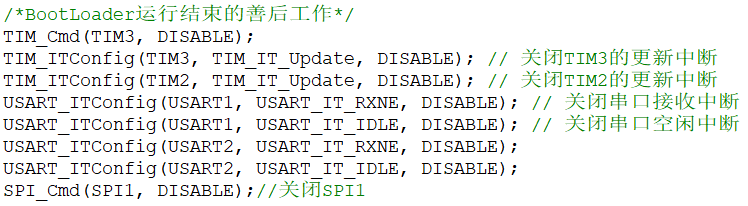 /*BootLoader运行结束的善后工作*/
TIM_Cmd(TIM3, DISABLE);
TIM_ITConfig(TIM3, TIM_IT_Update, DISABLE); // 关闭TIM3的更新中断
TIM_ITConfig(TIM2, TIM_IT_Update, DISABLE); // 关闭TIM2的更新中断
USART_ITConfig(USART1, USART_IT_RXNE, DISABLE); // 关闭串口接收中断
USART_ITConfig(USART1, USART_IT_IDLE, DISABLE); // 关闭串口空闲中断
USART_ITConfig(USART2, USART_IT_RXNE, DISABLE);
USART_ITConfig(USART2, USART_IT_IDLE, DISABLE);
SPI_Cmd(SPI1, DISABLE);//关闭SPI1